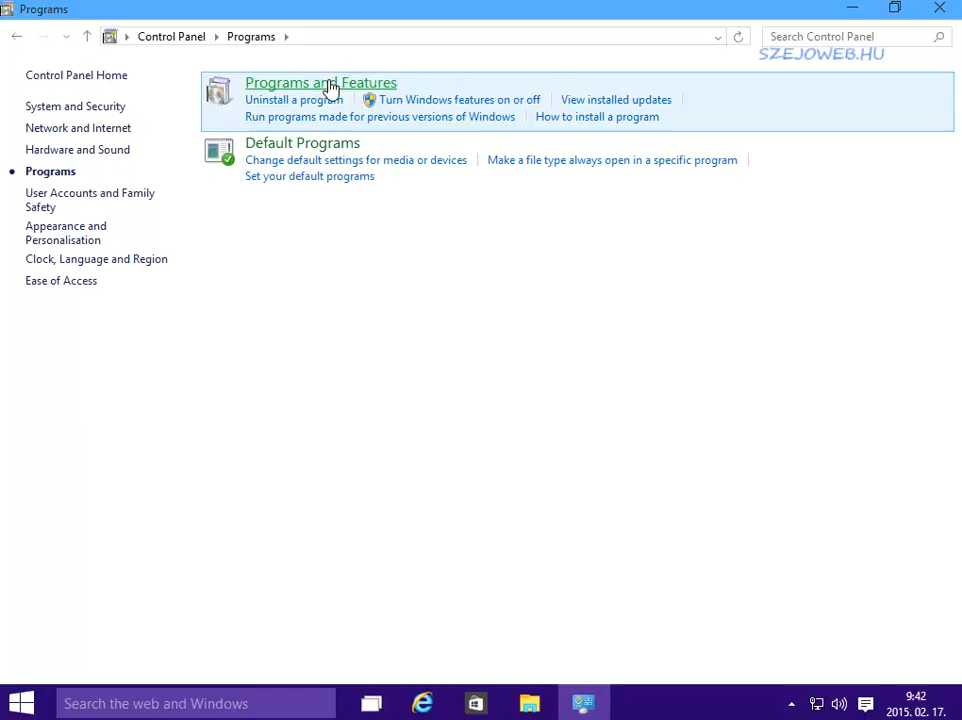 Programs
Control Panel Programs
Search Control Panel
SZEJOWEB.HU
Control Panel Home
System and Security
Network and Internet
Hardware and Sound
Programs
User Accounts and Family
Safety
Appearance and
Personalisation
Clock, Language and Region
Ease of Access
Programs and Features
Uninstall a program Turn Windows features on or off View installed updates
Run programs made for previous versions of Windows How to install a program
Default Programs
Change default settings for media or devices Make a file type always open in a specific program
Set your default programs
Search the web and Windows
9:42
2015. 02. 17.